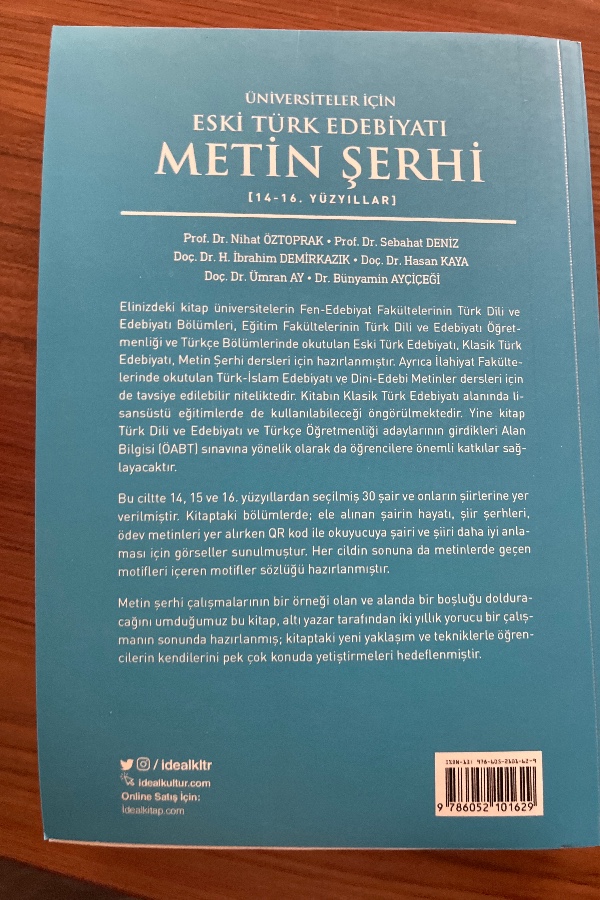 ÜNİVERSİTELER İÇİN
ESKİ TÜRK EDEBİYATI
METİN ŞERHİ
[14-16. YÜZYILLAR]
Prof. Dr. Nihat ÖZTOPRAK • Prof. Dr. Sebahat DENİZ
Doç. Dr. H. İbrahim DEMİRKAZIK • Doç. Dr. Hasan KAYA
Doç. Dr. Ümran AY • Dr. Bünyamin AYÇİÇEĞİ
Elinizdeki kitap üniversitelerin Fen-Edebiyat Fakültelerinin Türk Dili ve
Edebiyatı Bölümleri, Eğitim Fakültelerinin Türk Dili ve Edebiyatı Öğret-
menliği ve Türkçe Bölümlerinde okutulan Eski Türk Edebiyatı, Klasik Türk
Edebiyatı, Metin Şerhi dersleri için hazırlanmıştır. Ayrıca İlahiyat Fakülte-
lerinde okutulan Türk-İslam Edebiyatı ve Dini-Edebi Metinler dersleri için
de tavsiye edilebilir niteliktedir. Kitabın Klasik Türk Edebiyatı alanında li-
sansüstü eğitimlerde de kullanılabileceği öngörülmektedir. Yine kitap
Türk Dili ve Edebiyatı ve Türkçe Öğretmenliği adaylarının girdikleri Alan
Bilgisi (ÖABT) sınavına yönelik olarak da öğrencilere önemli katkılar sağ-
layacaktır.
Bu ciltte 14, 15 ve 16. yüzyıllardan seçilmiş 30 şair ve onların şiirlerine yer
verilmiştir. Kitaptaki bölümlerde; ele alınan şairin hayatı, şiir şerhleri,
ödev metinleri yer alırken QR kod ile okuyucuya şairi ve şiiri daha iyi anla-
ması için görseller sunulmuştur. Her cildin sonuna da metinlerde geçen
motifleri içeren motifler sözlüğü hazırlanmıştır.
Metin şerhi çalışmalarının bir örneği olan ve alanda bir boşluğu doldura-
cağını umduğumuz bu kitap, altı yazar tarafından iki yıllık yorucu bir çalış-
manın sonunda hazırlanmış; kitaptaki yeni yaklaşım ve tekniklerle öğren-
cilerin kendilerini pek çok konuda yetiştirmeleri hedeflenmiştir.
/ idealkltr
idealkultur.com
Online Satış İçin:
idealkitap.com
ISBN-13: 978-605-2101-62-9
9 786052 101629